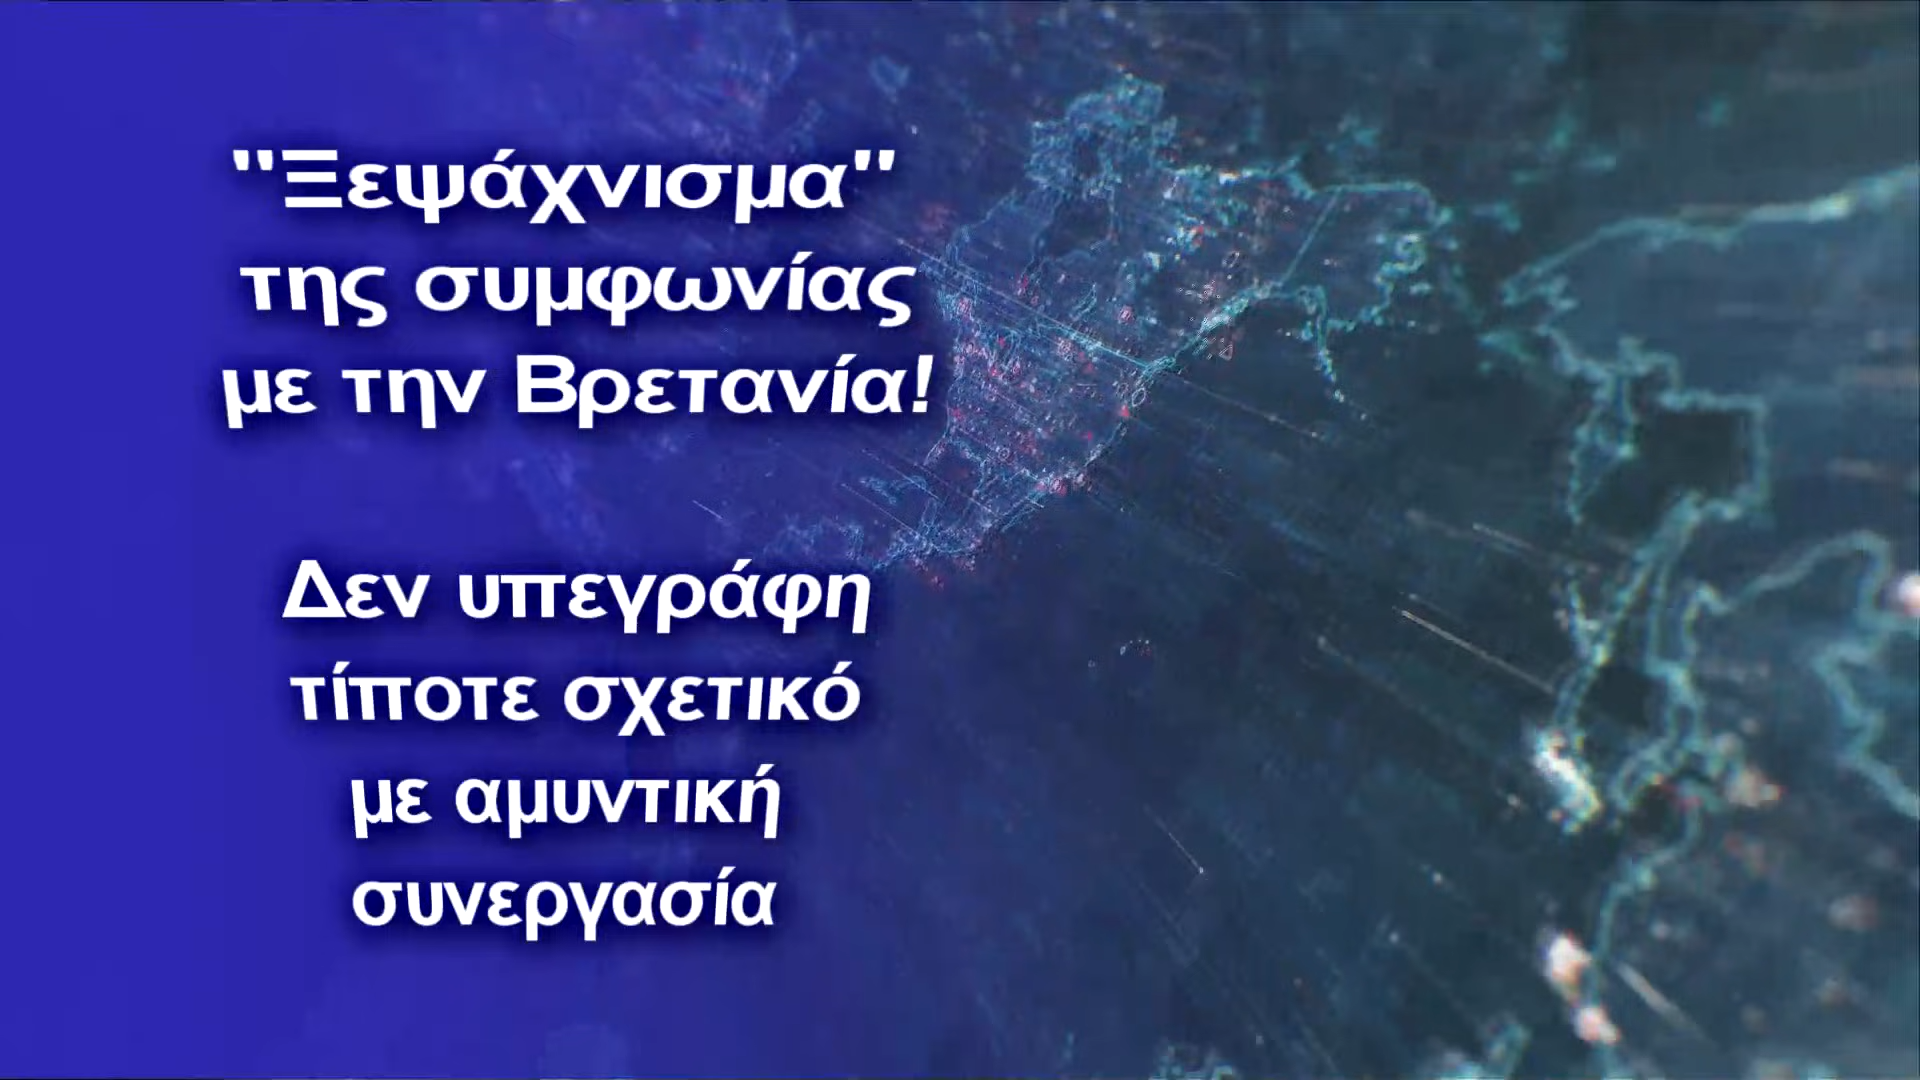 "Ξεψάχνισμα"
της συμφωνίας
με την Βρετανία!
Δεν υπεγράφη
τίποτε σχετικό
με αμυντική
συνεργασία